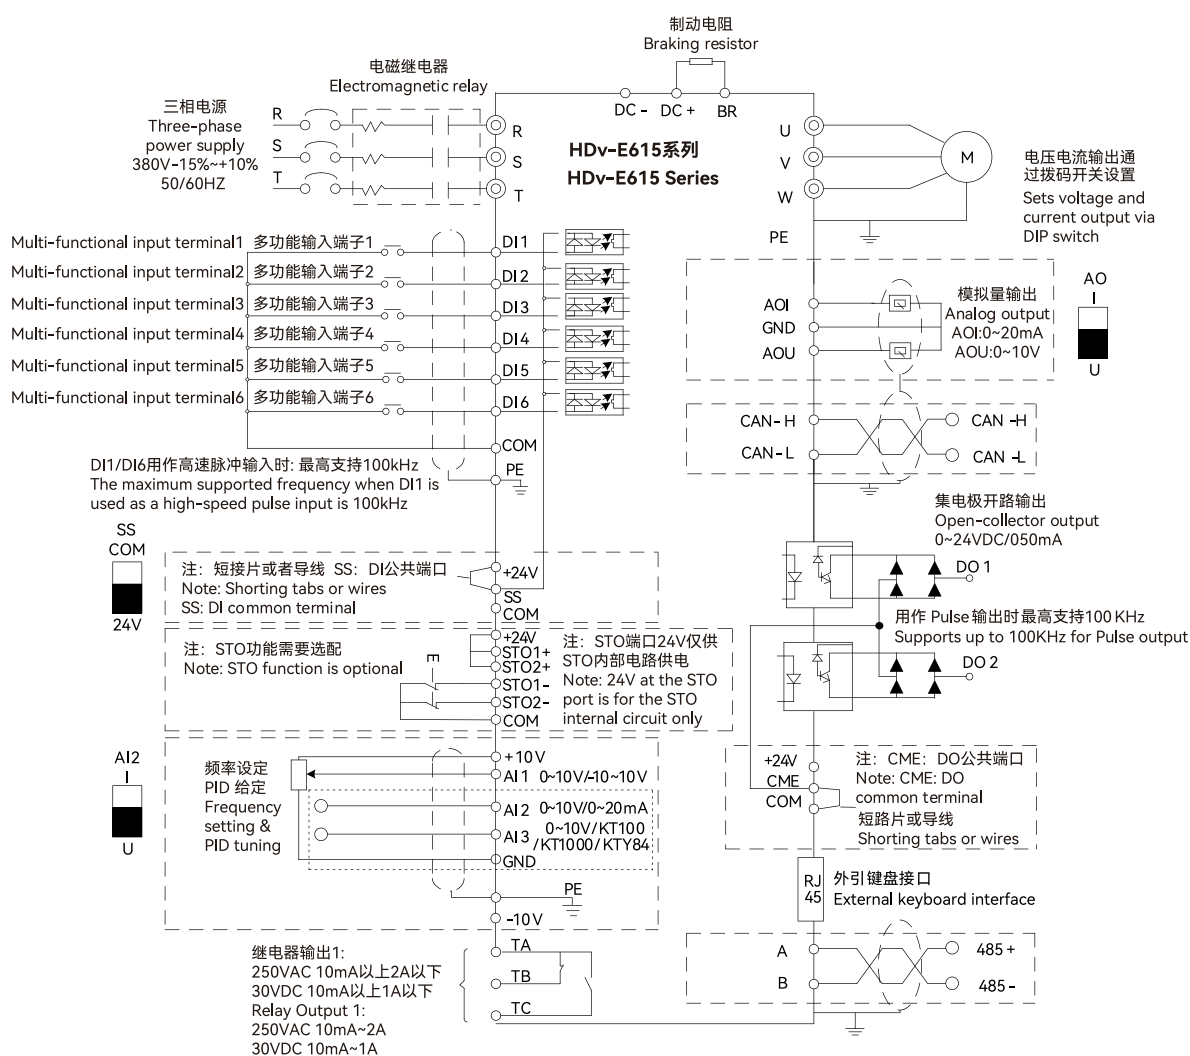 制动电阻
Braking resistor
电磁继电器
Electromagnetic relay
三相电源
Three-phase
power supply
380V-15%~+10%
50/60HZ
R
S
T
R
S
T
DC -
DC +
BR
HDv-E615系列
HDv-E615 Series
U
V
W
M
PE
电压电流输出通
过拨码开关设置
Sets voltage and
current output via
DIP switch
Multi-functional input terminal1 多功能输入端子1
DI1
Multi-functional input terminal2 多功能输入端子2
DI2
Multi-functional input terminal3 多功能输入端子3
DI3
Multi-functional input terminal4 多功能输入端子4
DI4
Multi-functional input terminal5 多功能输入端子5
DI5
Multi-functional input terminal6 多功能输入端子6
DI6
COM
PE
DI1/DI6用作高速脉冲输入时: 最高支持100kHz
The maximum supported frequency when DI1 is
used as a high-speed pulse input is 100kHz
AOI
GND
AOU
模拟量输出
Analog output
AOI:0~20mA
AOU:0~10V
AO
I
U
CAN-H
CAN-L
CAN -H
CAN -L
集电极开路输出
Open-collector output
0~24VDC/050mA
DO 1
用作 Pulse 输出时最高支持100 KHz
Supports up to 100KHz for Pulse output
DO 2
SS
COM
24V
注: 短接片或者导线 SS: DI公共端口
Note: Shorting tabs or wires
SS: DI common terminal
+24V
SS
COM
注: STO功能需要选配
Note: STO function is optional
E
+24V
STO1+
STO2+
STO1-
STO2-
COM
注: STO端口24V仅供
STO内部电路供电
Note: 24V at the STO
port is for the STO
internal circuit only
AI2
I
U
频率设定
PID 给定
Frequency
setting &
PID tuning
+10V
AI1 0~10V/-10~10V
AI2 0~10V/0~20mA
AI3 0~10V/KT100
/KT1000/KTY84
GND
PE
-10V
+24V
CME
COM
注: CME: DO公共端口
Note: CME: DO
common terminal
短路片或导线
Shorting tabs or wires
RJ
45
外引键盘接口
External keyboard interface
A
B
485 +
485 -
继电器输出1:
250VAC 10mA以上2A以下
30VDC 10mA以上1A以下
Relay Output 1:
250VAC 10mA~2A
30VDC 10mA~1A
TA
TB
TC